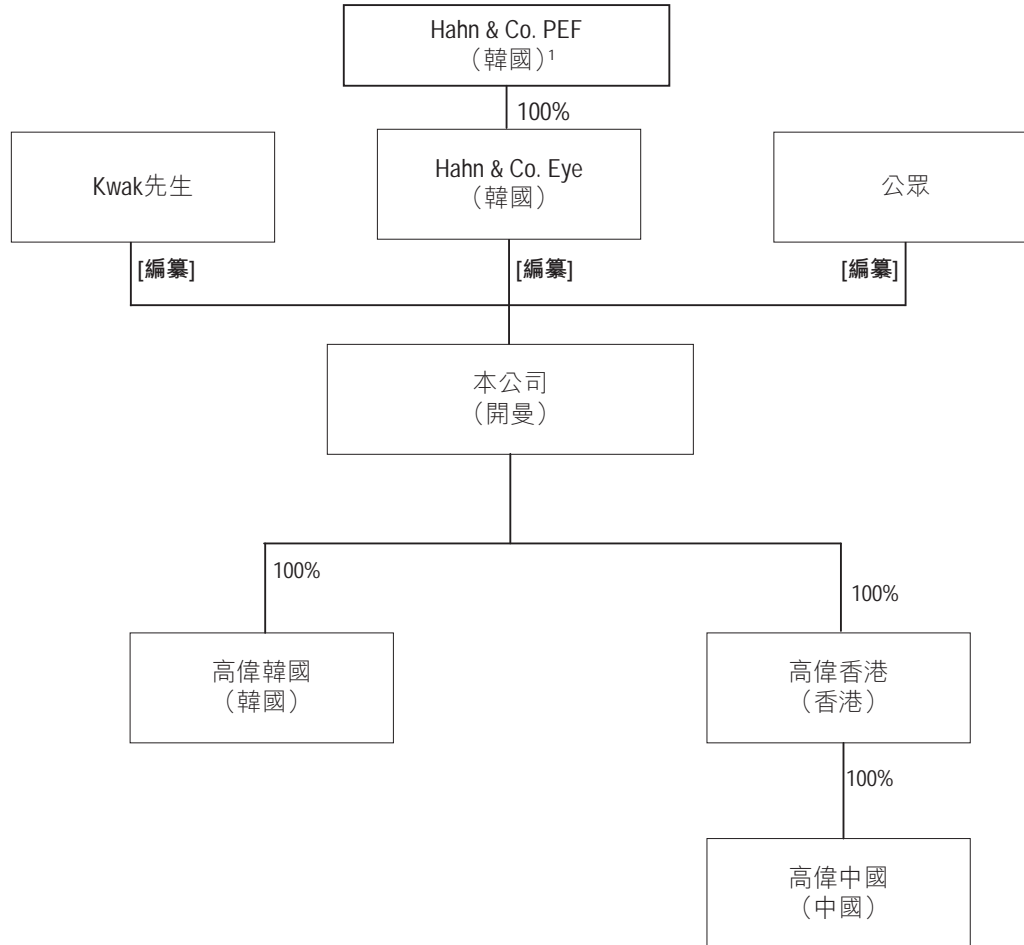 Hahn & Co. PEF
（韓國）1
100%
Kwak先生
Hahn & Co. Eye
（韓國）
公眾
[編纂]
[編纂]
[編纂]
本公司
（開曼）
100%
100%
高偉韓國
（韓國）
高偉香港
（香港）
100%
高偉中國
（中國）